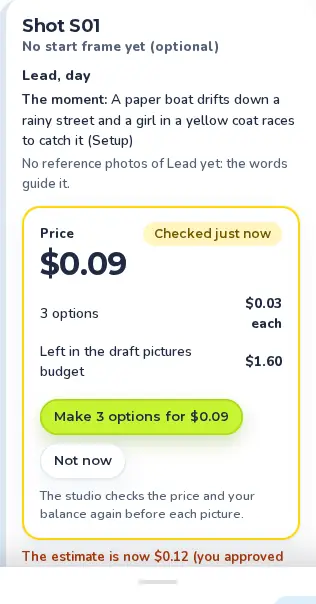 Shot S01
No start frame yet (optional)
Lead, day
The moment: A paper boat drifts down a
rainy street and a girl in a yellow coat races
to catch it (Setup)
No reference photos of Lead yet: the words
guide it.
Price
Checked just now
$0.09
3 options
$0.03
each
Left in the draft pictures
budget
$1.60
Make 3 options for $0.09
Not now
The studio checks the price and your
balance again before each picture.
The estimate is now $0.12 (you approved